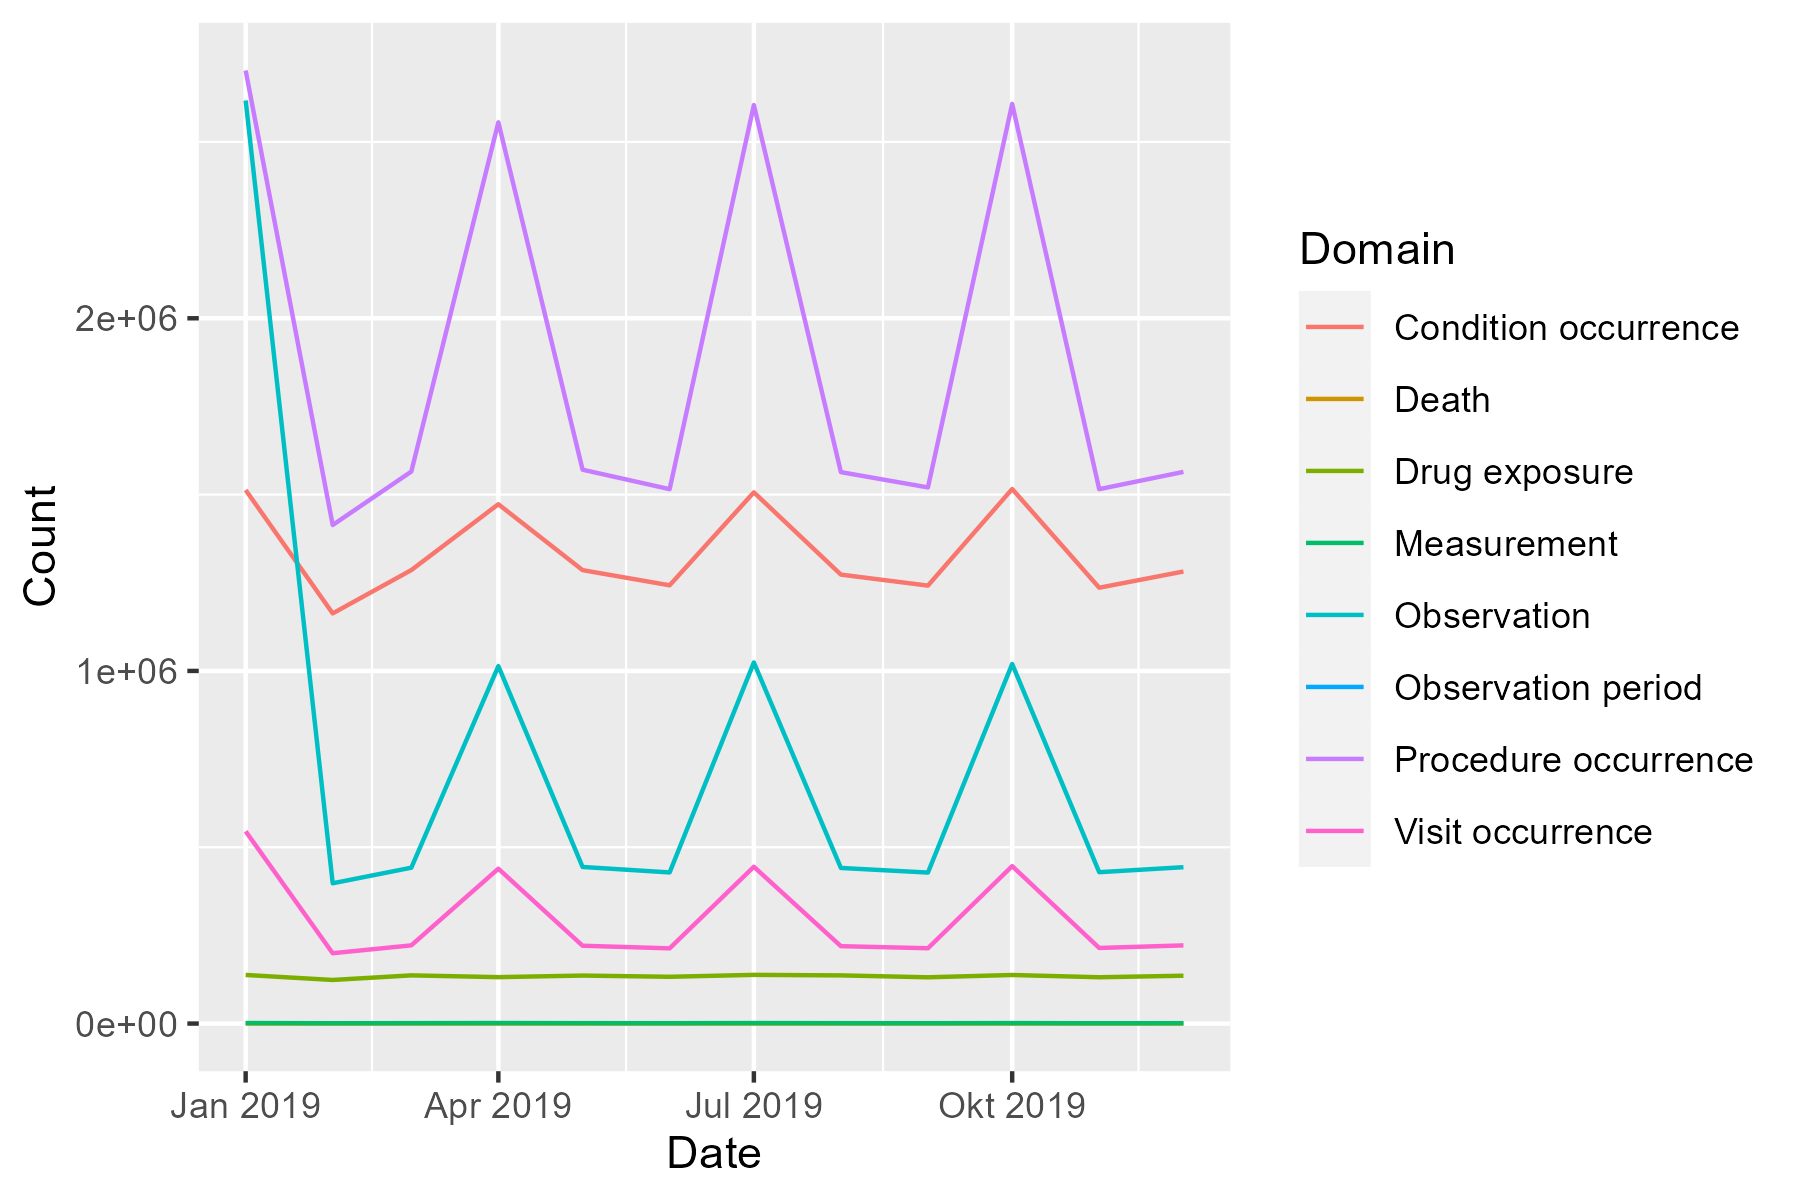 Count
2e+06
1e+06
0e+00
Jan 2019
Apr 2019
Jul 2019
Okt 2019
Date
Domain
Condition occurrence
Death
Drug exposure
Measurement
Observation
Observation period
Procedure occurrence
Visit occurrence